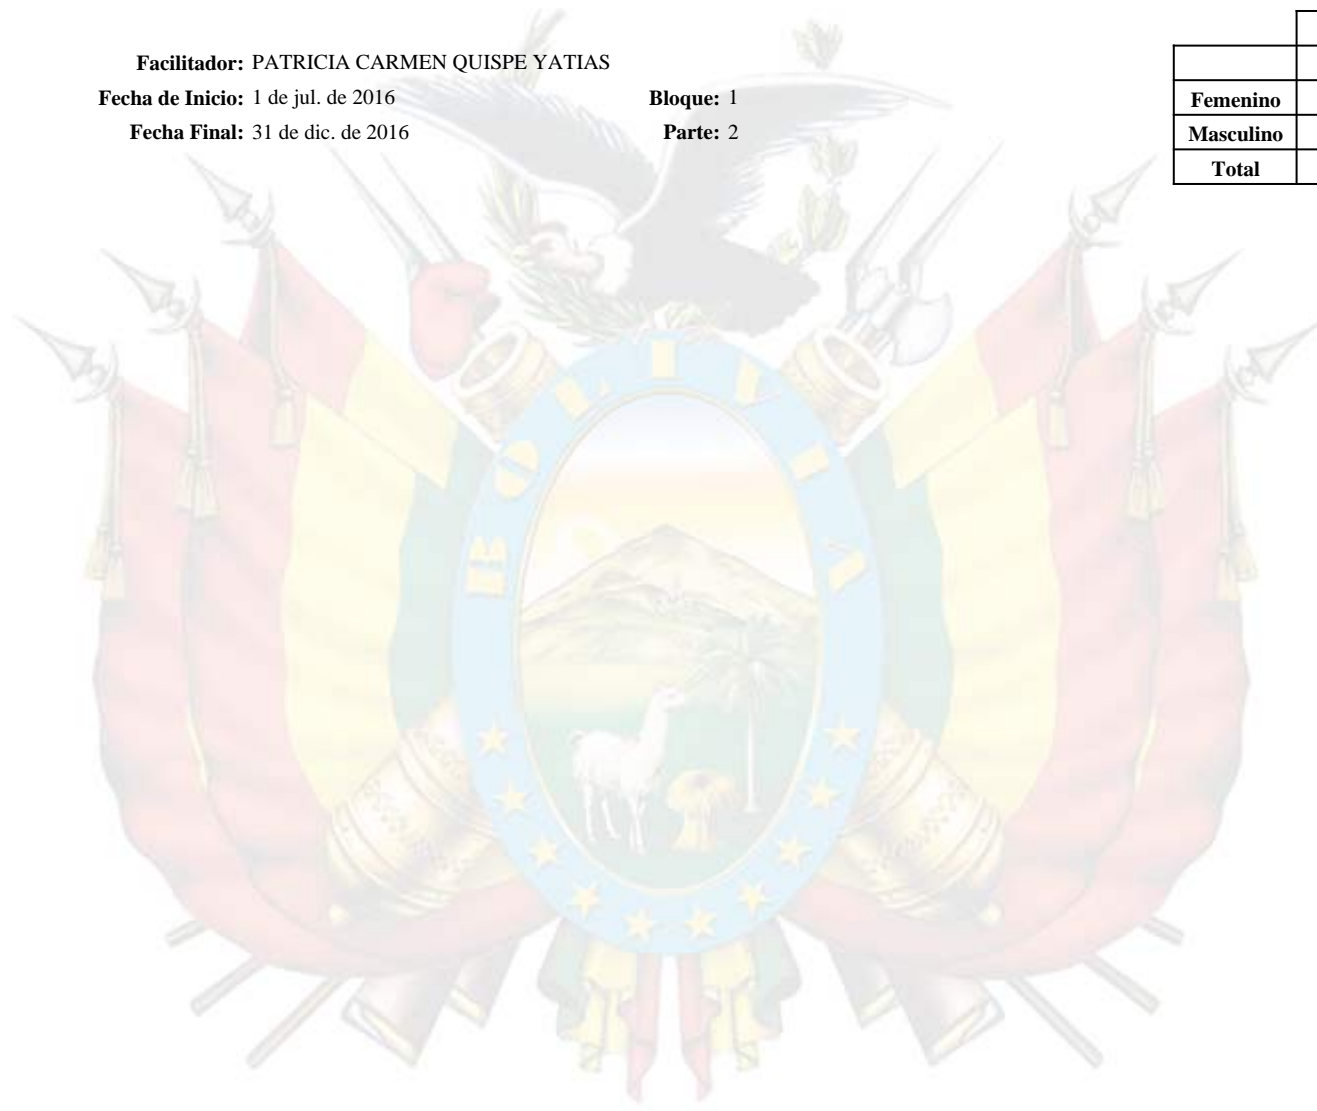 Facilitador: PATRICIA CARMEN QUISPE YATIAS
Fecha de Inicio: 1 de jul. de 2016 Bloque: 1
Fecha Final: 31 de dic. de 2016 Parte: 2
Femenino
Masculino
Total
BOLIVIA